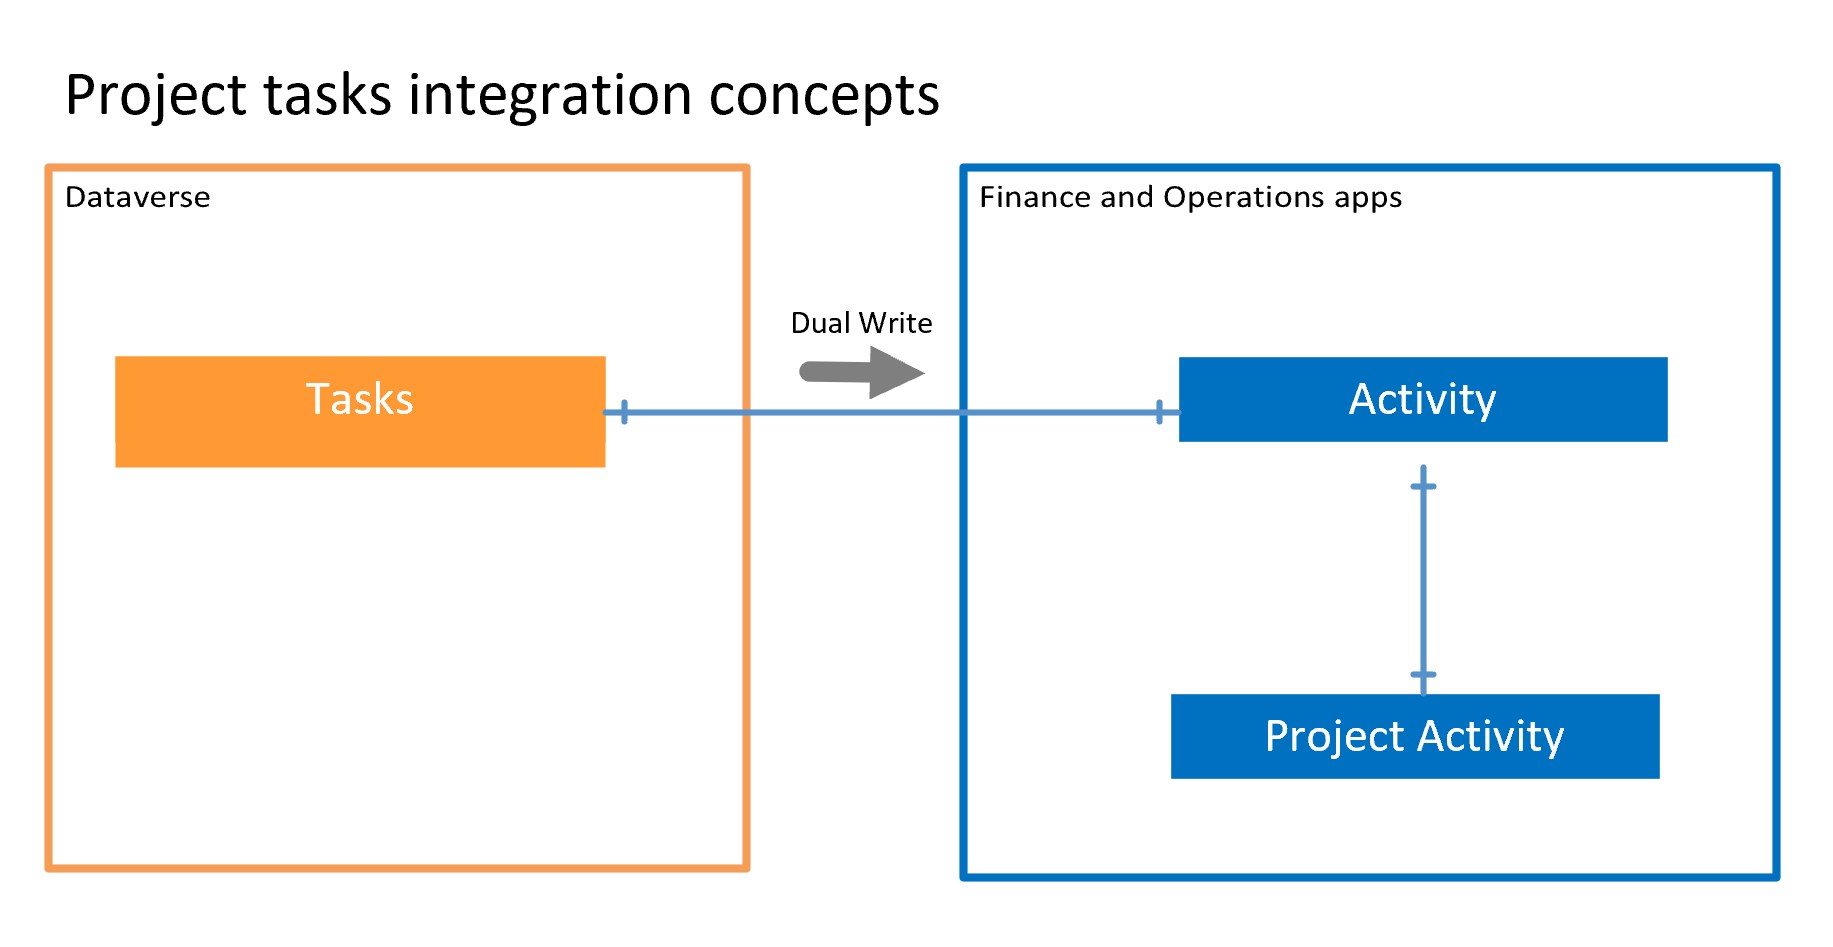 Project tasks integration concepts
Dataverse
Finance and Operations apps
Dual Write
Tasks
Activity
Project Activity